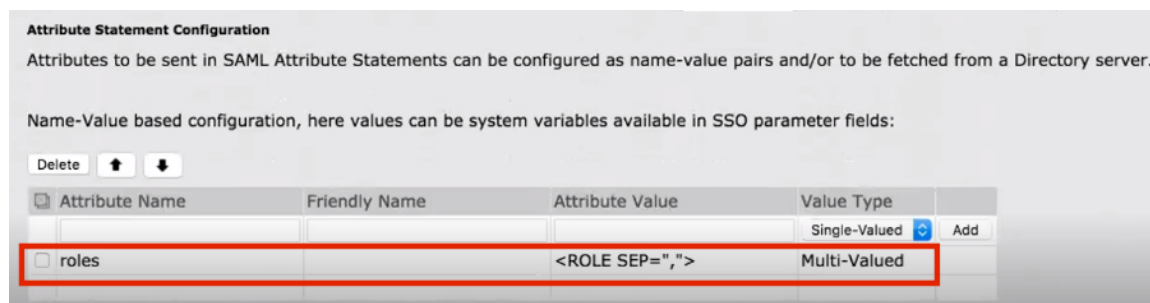 Attribute Statement Configuration
Attributes to be sent in SAML Attribute Statements can be configured as name-value pairs and/or to be fetched from a Directory server.
Name-Value based configuration, here values can be system variables available in SSO parameter fields:
Delete
Attribute Name Friendly Name Attribute Value Value Type
Single-Valued Add
roles <ROLE SEP=","> Multi-Valued